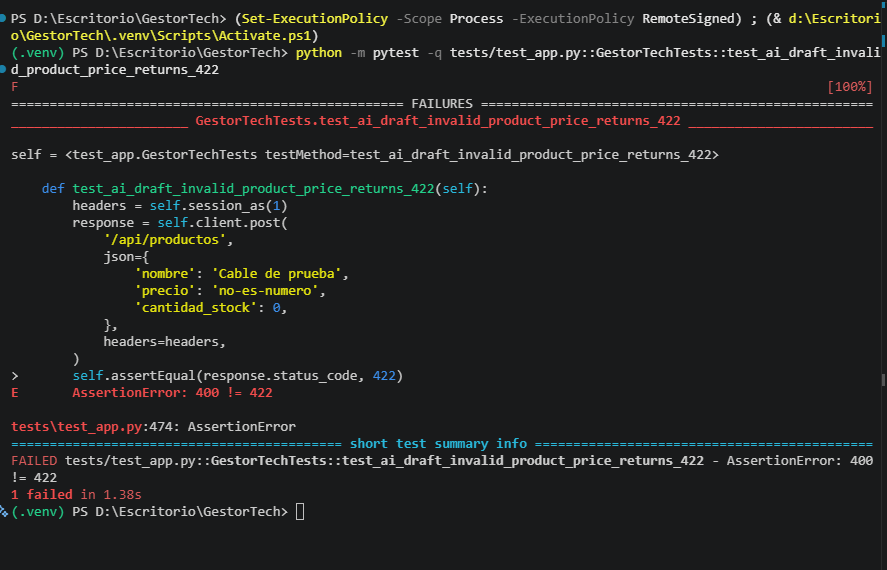 PS D:\Escritorio\GestorTech> (Set-ExecutionPolicy -Scope Process -ExecutionPolicy RemoteSigned) ; (& d:\Escritori
o\GestorTech\.venv\Scripts\Activate.ps1)
(.venv) PS D:\Escritorio\GestorTech> python -m pytest -q tests/test_app.py::GestorTechTests::test_ai_draft_invali
d_product_price_returns_422
F [100%]
=================================================== FAILURES ===================================================
_______________________ GestorTechTests.test_ai_draft_invalid_product_price_returns_422 ________________________
self = <test_app.GestorTechTests testMethod=test_ai_draft_invalid_product_price_returns_422>
    def test_ai_draft_invalid_product_price_returns_422(self):
        headers = self.session_as(1)
        response = self.client.post(
            '/api/productos',
            json={
                'nombre': 'Cable de prueba',
                'precio': 'no-es-numero',
                'cantidad_stock': 0,
            },
            headers=headers,
        )
>       self.assertEqual(response.status_code, 422)
E       AssertionError: 400 != 422
tests\test_app.py:474: AssertionError
=========================================== short test summary info ============================================
FAILED tests/test_app.py::GestorTechTests::test_ai_draft_invalid_product_price_returns_422 - AssertionError: 400
!= 422
1 failed in 1.38s
(.venv) PS D:\Escritorio\GestorTech>